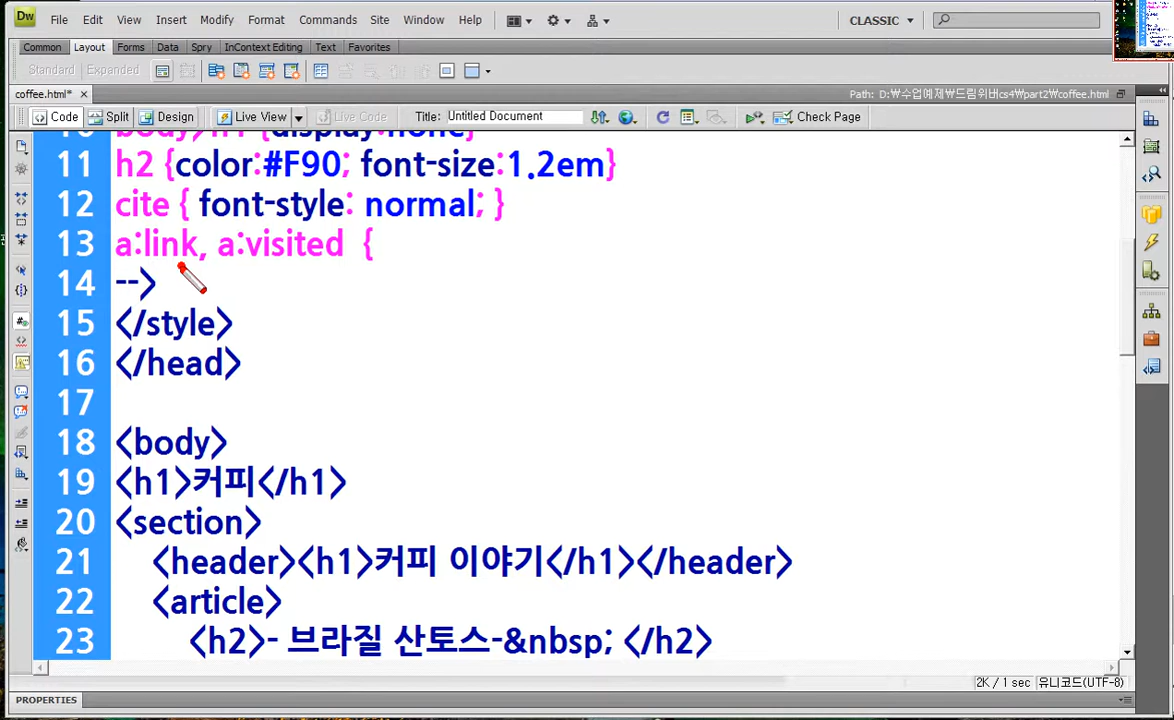 Dw File Edit View Insert Modify Format Commands Site Window Help CLASSIC
Common Layout Forms Data Spry InContext Editing Text Favorites
Standard Expanded
coffee.html* Path: D:￦수업예제￦드림위버cs4￦part2￦coffee.html
Code Split Design Live View Live Code Title: Untitled Document Check Page
10 body>h1 {display:none}
11 h2 {color:#F90; font-size:1.2em}
12 cite { font-style: normal; }
13 a:link, a:visited {
14 -->
15 </style>
16 </head>
17
18 <body>
19 <h1>커피</h1>
20 <section>
21 <header><h1>커피 이야기</h1></header>
22 <article>
23 <h2>- 브라질 산토스-&nbsp; </h2>
2K / 1 sec 유니코드(UTF-8)
PROPERTIES